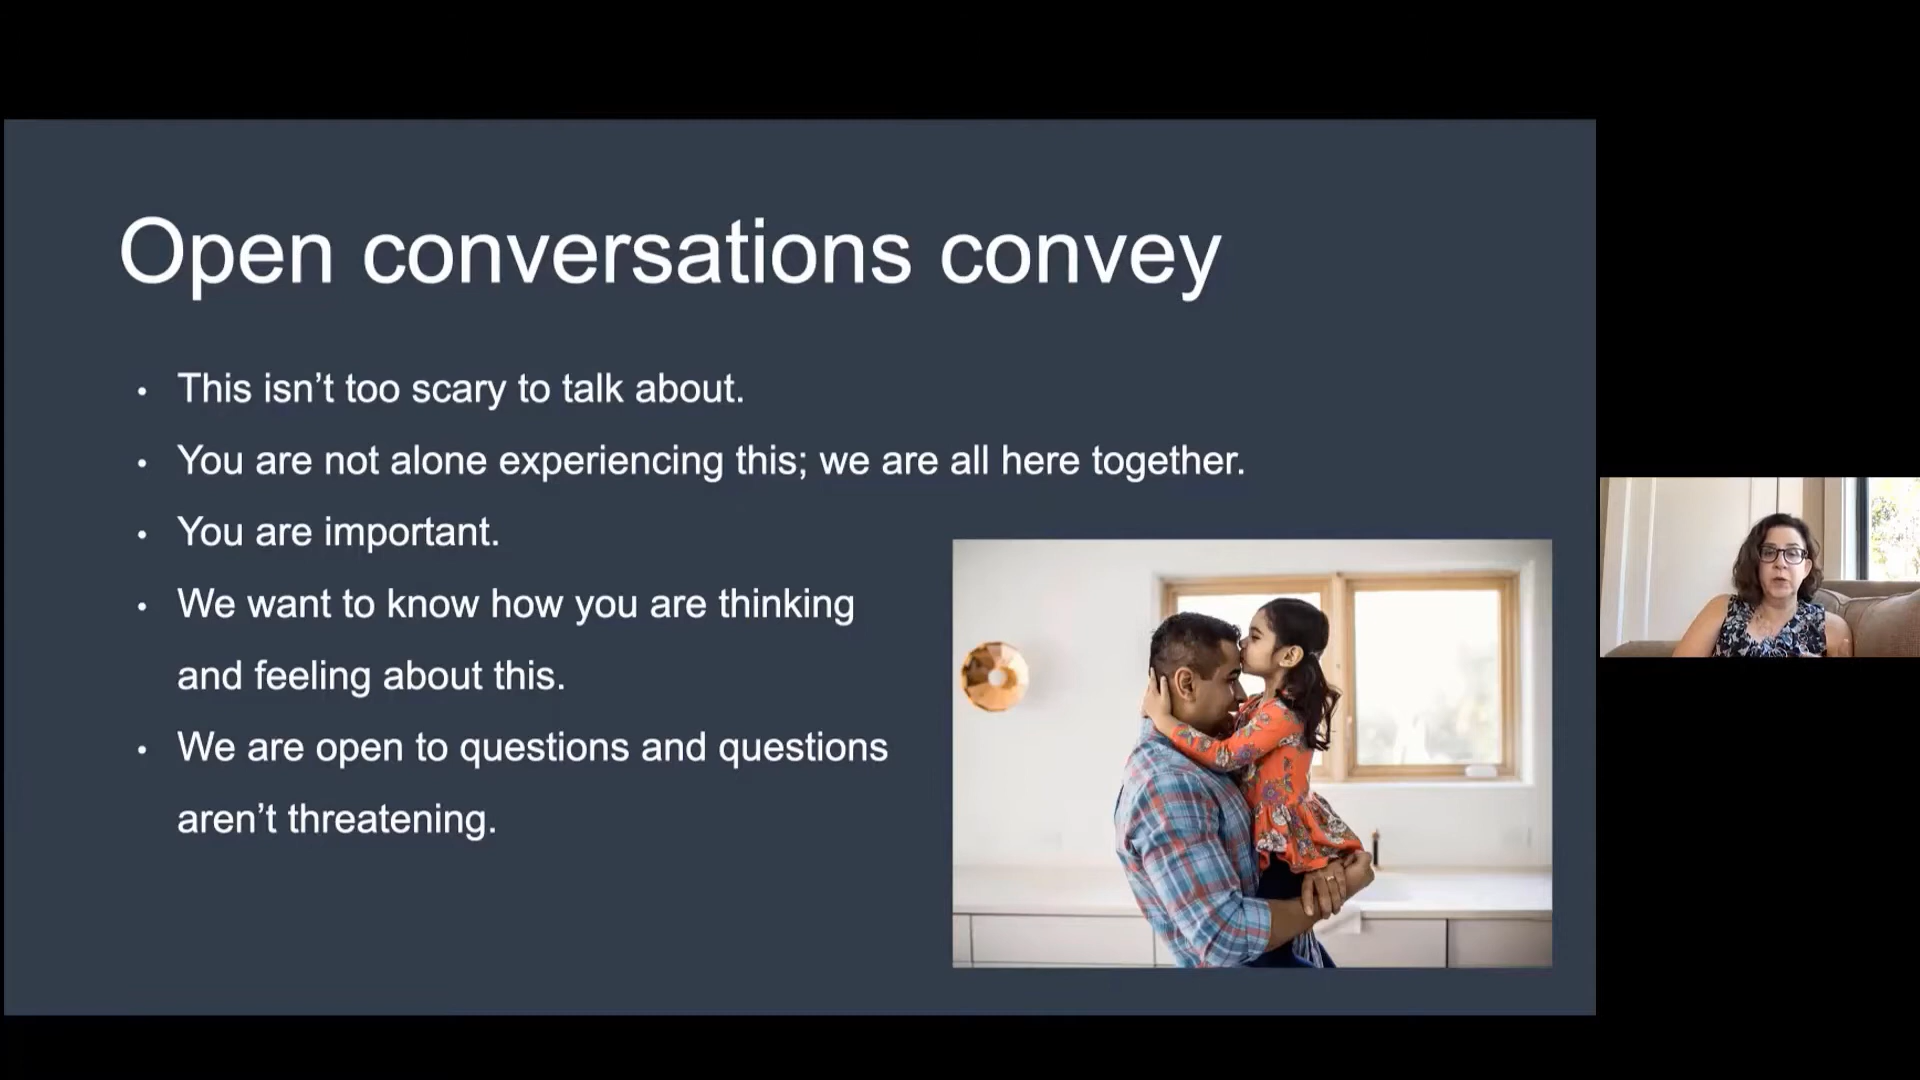 Open conversations convey
• This isn’t too scary to talk about.
• You are not alone experiencing this; we are all here together.
• You are important.
• We want to know how you are thinking
and feeling about this.
• We are open to questions and questions
aren’t threatening.